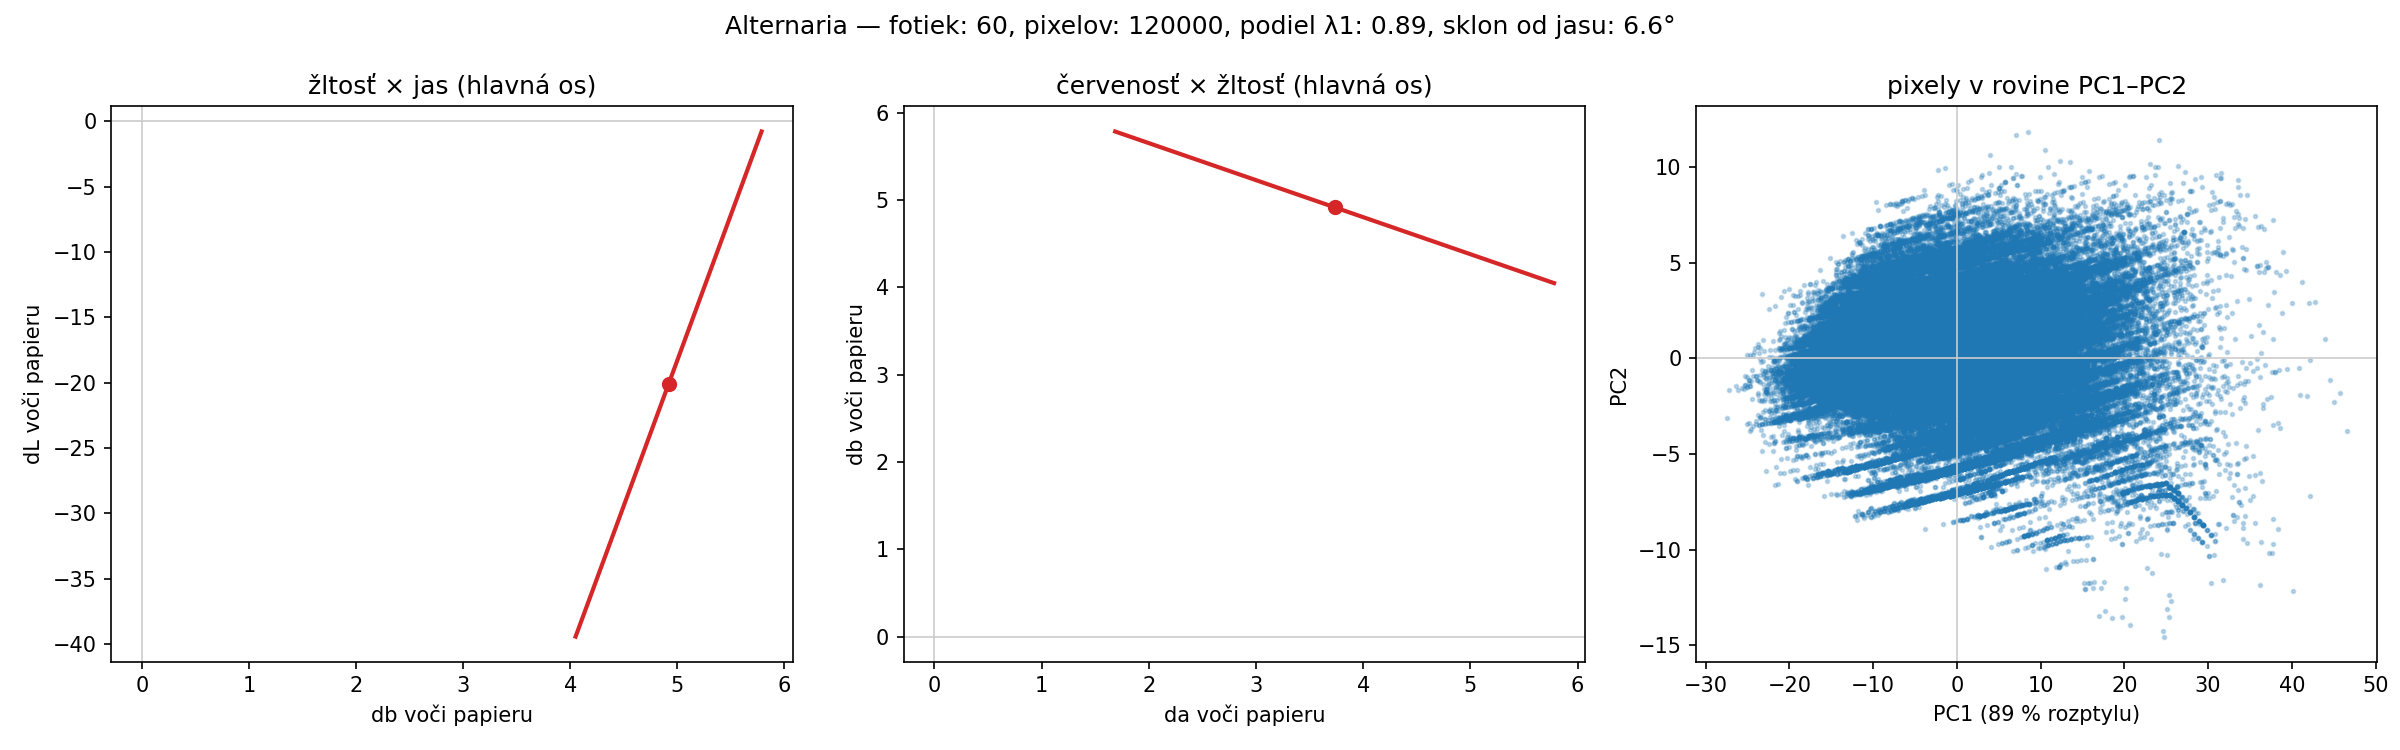 Alternaria — fotiek: 60, pixelov: 120000, podiel λ1: 0.89, sklon od jasu: 6.6°
žltosť × jas (hlavná os)
dL voči papieru
0
−5
−10
−15
−20
−25
−30
−35
−40
0 1 2 3 4 5 6
db voči papieru
červenosť × žltosť (hlavná os)
db voči papieru
6
5
4
3
2
1
0
0 1 2 3 4 5 6
da voči papieru
pixely v rovine PC1–PC2
PC2
10
5
0
−5
−10
−15
−30 −20 −10 0 10 20 30 40 50
PC1 (89 % rozptylu)